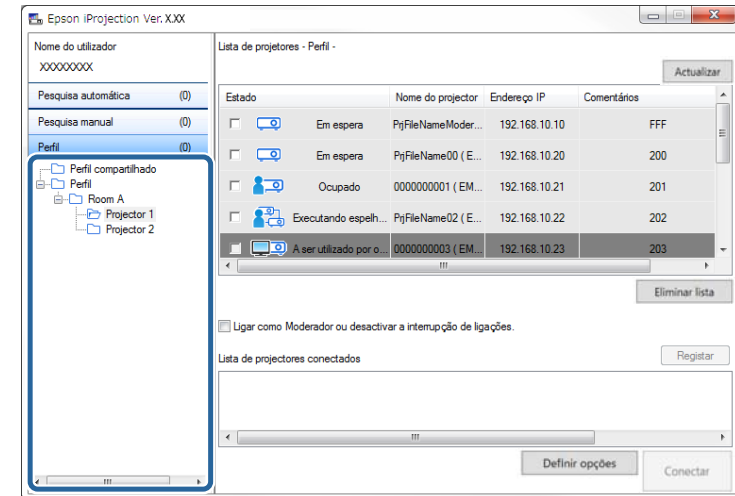 Epson iProjection Ver. X.XX
Nome do utilizador
XXXXXXXX
Pesquisa automática (0)
Pesquisa manual (0)
Perfil (0)
Perfil compartilhado
Perfil
Room A
Projector 1
Projector 2
Lista de projetores - Perfil -
Actualizar
Estado Nome do projector Endereço IP Comentários
Em espera PrjFileNameModer... 192.168.10.10 FFF
Em espera PrjFileName00 ( E... 192.168.10.20 200
Ocupado 0000000001 ( EM... 192.168.10.21 201
Executando espelh... PrjFileName02 ( E... 192.168.10.22 202
A ser utilizado por o... 0000000003 ( EM... 192.168.10.23 203
Eliminar lista
Ligar como Moderador ou desactivar a interrupção de ligações.
Lista de projectores conectados
Registar
Definir opções
Conectar